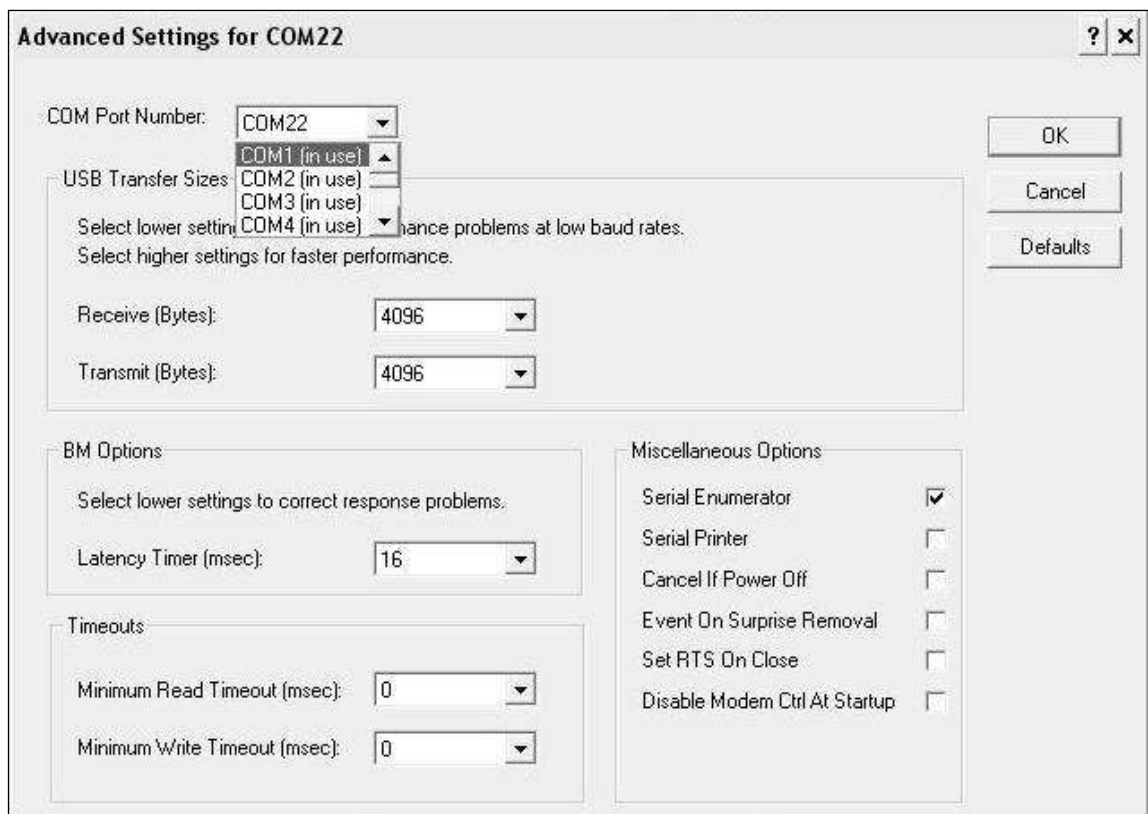 Advanced Settings for COM22
? ×
COM Port Number:
COM22
COM1 (in use)
COM2 (in use)
COM3 (in use)
COM4 (in use)
OK
Cancel
Defaults
USB Transfer Sizes
Select lower mance problems at low baud rates.
Select higher settings for faster performance.
Receive (Bytes):
4096
Transmit (Bytes):
4096
BM Options
Select lower settings to correct response problems.
Latency Timer (msec):
16
Timeouts
Minimum Read Timeout (msec):
0
Minimum Write Timeout (msec):
0
Miscellaneous Options
Serial Enumerator
Serial Printer
Cancel If Power Off
Event On Surprise Removal
Set RTS On Close
Disable Modem Ctrl At Startup